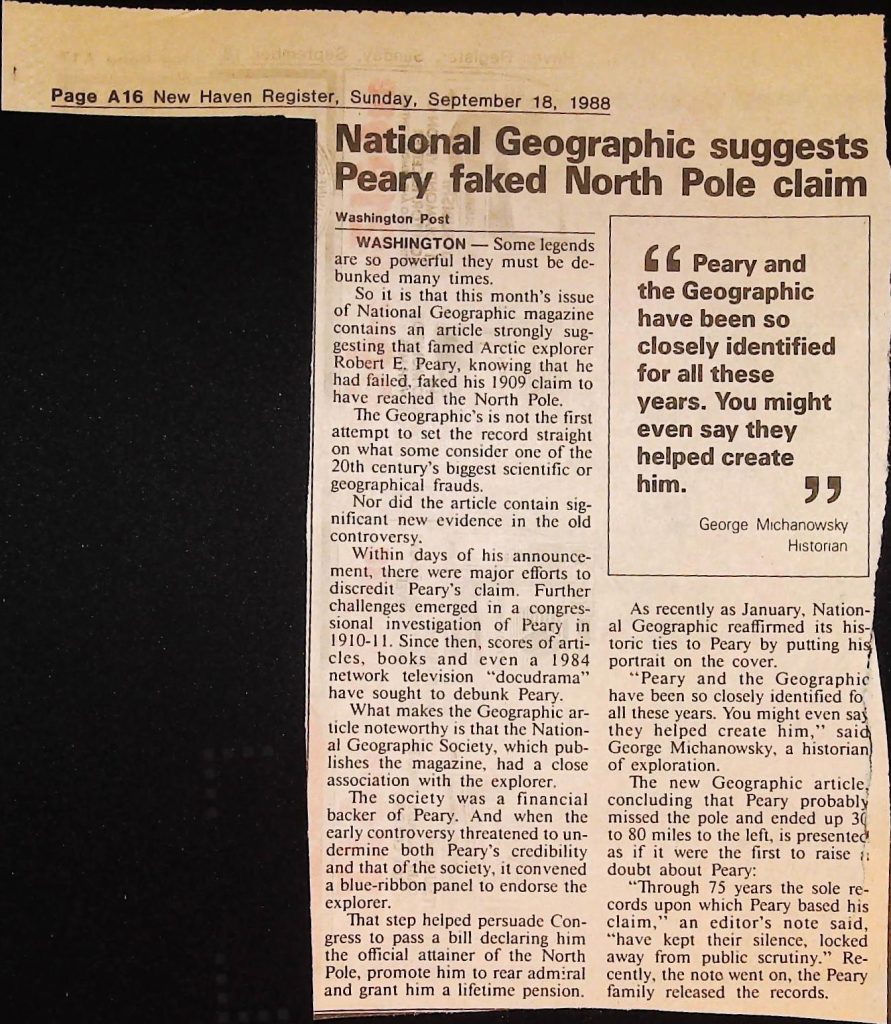 Page A16 New Haven Register, Sunday, September 18, 1988
National Geographic suggests
Peary faked North Pole claim
Washington Post
WASHINGTON — Some legends
are so powerful they must be de-
bunked many times.
So it is that this month's issue
of National Geographic magazine
contains an article strongly sug-
gesting that famed Arctic explorer
Robert E. Peary, knowing that he
had failed, faked his 1909 claim to
have reached the North Pole.
The Geographic's is not the first
attempt to set the record straight
on what some consider one of the
20th century's biggest scientific or
geographical frauds.
Nor did the article contain sig-
nificant new evidence in the old
controversy.
Within days of his announce-
ment, there were major efforts to
discredit Peary's claim. Further
challenges emerged in a congres-
sional investigation of Peary in
1910-11. Since then, scores of arti-
cles, books and even a 1984
network television "docudrama"
have sought to debunk Peary.
What makes the Geographic ar-
ticle noteworthy is that the Nation-
al Geographic Society, which pub-
lishes the magazine, had a close
association with the explorer.
The society was a financial
backer of Peary. And when the
early controversy threatened to un-
dermine both Peary's credibility
and that of the society, it convened
a blue-ribbon panel to endorse the
explorer.
That step helped persuade Con-
gress to pass a bill declaring him
the official attainer of the North
Pole, promote him to rear admiral
and grant him a lifetime pension.
“ Peary and
the Geographic
have been so
closely identified
for all these
years. You might
even say they
helped create
him. ”
George Michanowsky
Historian
As recently as January, Nation-
al Geographic reaffirmed its his-
toric ties to Peary by putting his
portrait on the cover.
"Peary and the Geographic
have been so closely identified fo
all these years. You might even say
they helped create him," said
George Michanowsky, a historian
of exploration.
The new Geographic article,
concluding that Peary probably
missed the pole and ended up 30
to 80 miles to the left, is presented
as if it were the first to raise
doubt about Peary:
"Through 75 years the sole re-
cords upon which Peary based his
claim," an editor's note said,
"have kept their silence, locked
away from public scrutiny." Re-
cently, the note went on, the Peary
family released the records.